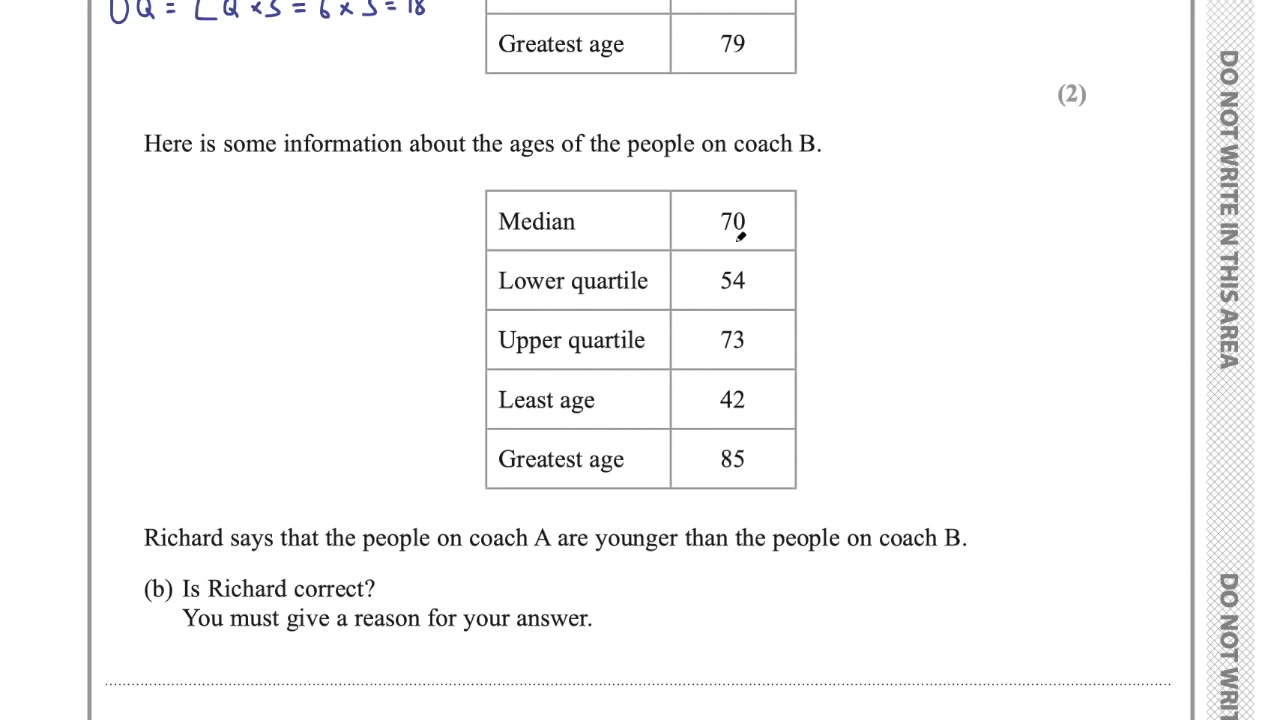 UQ = LQ × 3 = 6 × 3 = 18
Greatest age 79
(2)
Here is some information about the ages of the people on coach B.
Median 70
Lower quartile 54
Upper quartile 73
Least age 42
Greatest age 85
Richard says that the people on coach A are younger than the people on coach B.
(b) Is Richard correct?
You must give a reason for your answer.
DO NOT WRITE IN THIS AREA
DO NOT WRIT